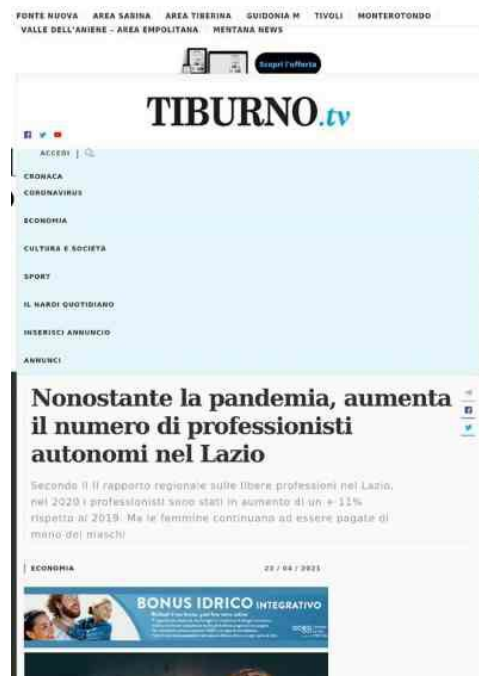 FONTE NUOVA AREA SABINA AREA TIBERINA GUIDONIA M TIVOLI MONTEROTONDO
VALLE DELL'ANIENE – AREA EMPOLITANA MENTANA NEWS
Scopri l'offerta
TIBURNO.tv
ACCEDI |
CRONACA
CORONAVIRUS
ECONOMIA
CULTURA E SOCIETÀ
SPORT
IL NARDI QUOTIDIANO
INSERISCI ANNUNCIO
ANNUNCI
Nonostante la pandemia, aumenta
il numero di professionisti
autonomi nel Lazio
Secondo il II rapporto regionale sulle libere professioni nel Lazio,
nel 2020 i professionisti sono stati in aumento di un + 11%
rispetto al 2019. Ma le femmine continuano ad essere pagate di
meno dei maschi
ECONOMIA 23 / 04 / 2021
BONUS IDRICO INTEGRATIVO